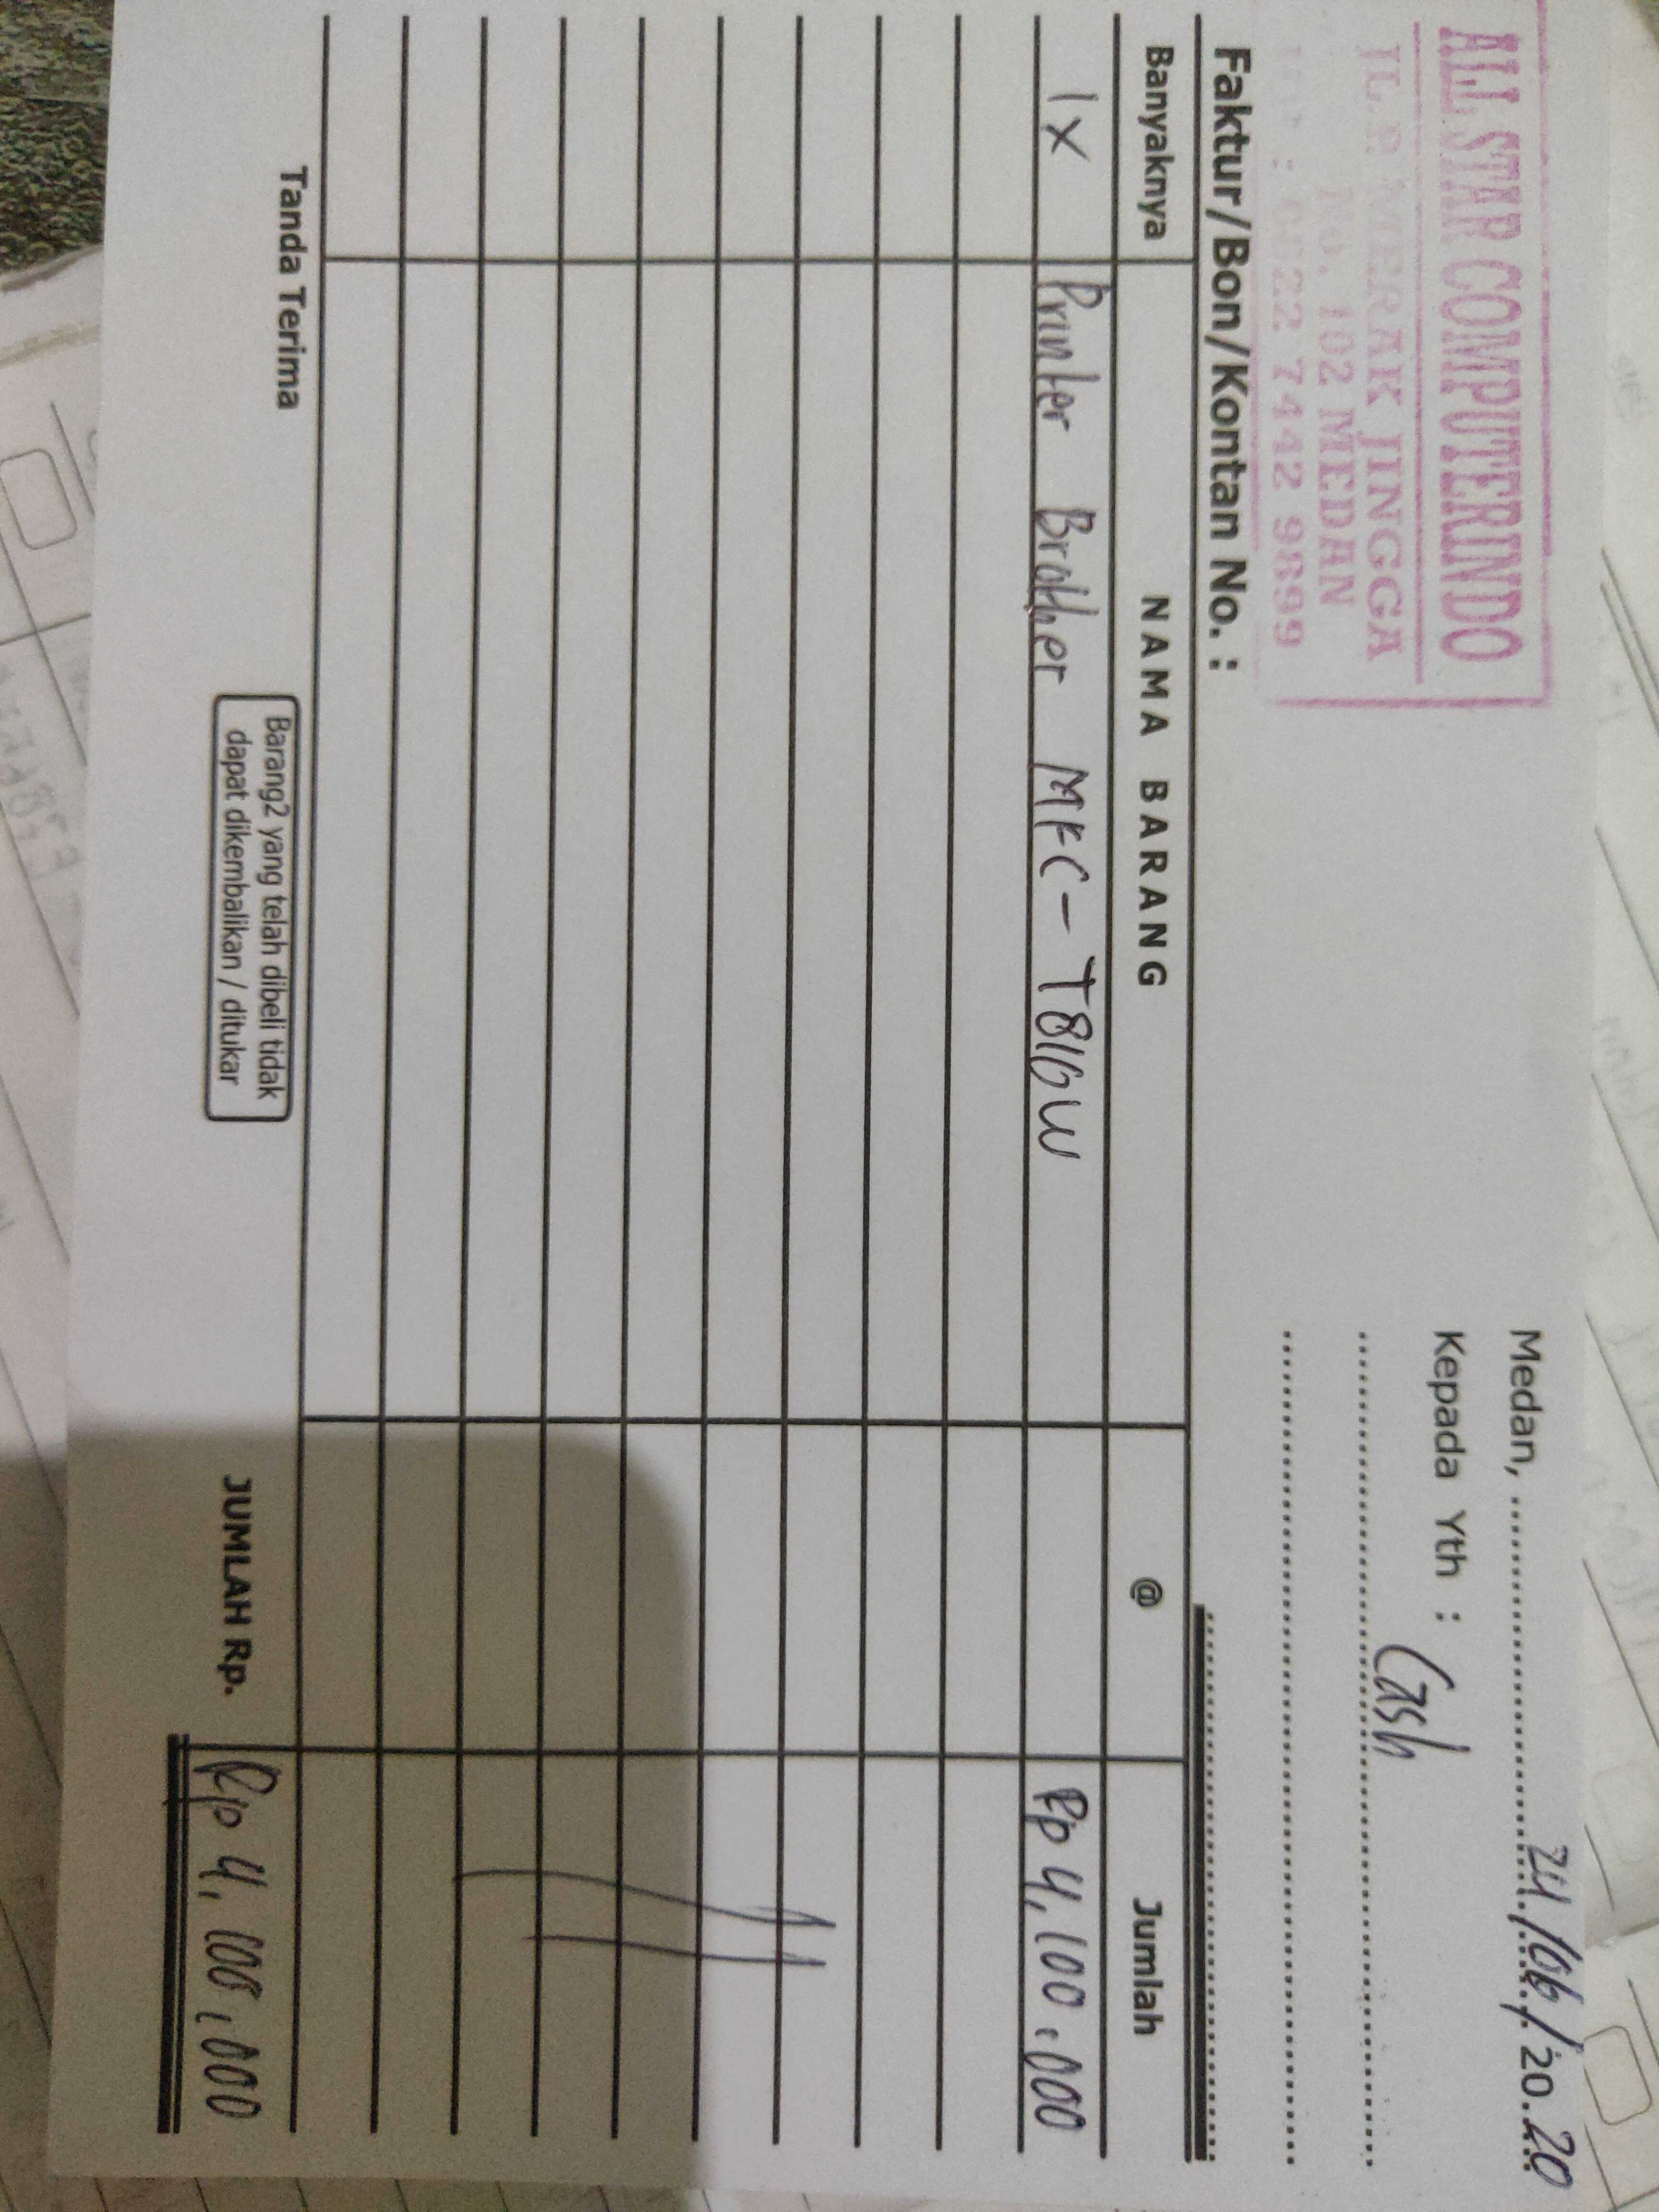 ALL STAR COMPUTERINDO
JL. P. MERAK JINGGA
No. 102 MEDAN
0822 7442 9899
Medan, 24/06/2020
Kepada Yth : Cash
Faktur/Bon/Kontan No. :
Banyaknya NAMA BARANG @ Jumlah
1x Printer Brother MFC-T810W Rp 4,100,000
Tanda Terima
Barang2 yang telah dibeli tidak
dapat dikembalikan / ditukar
JUMLAH Rp. Rp 4,100,000